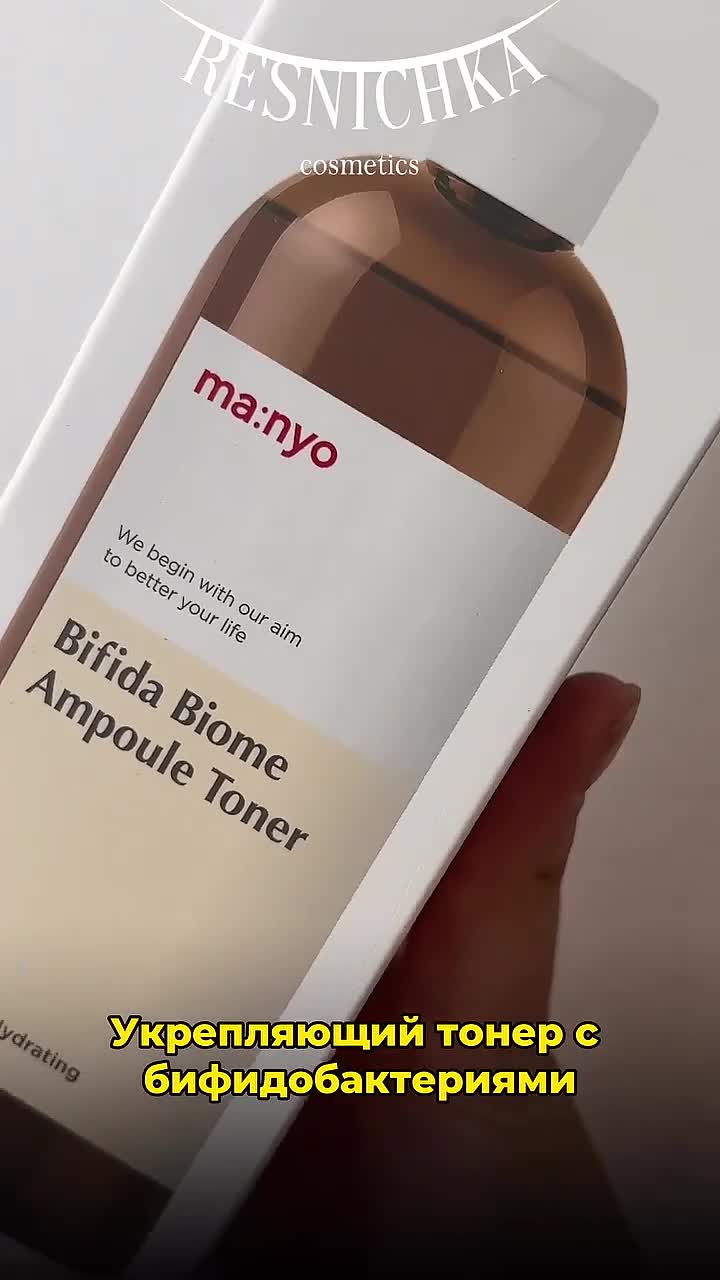 RESNICHKA
cosmetics
ma:nyo
We begin with our aim
to better your life
Bifida Biome
Ampoule Toner
Hydrating
Укрепляющий тонер с
бифидобактериями